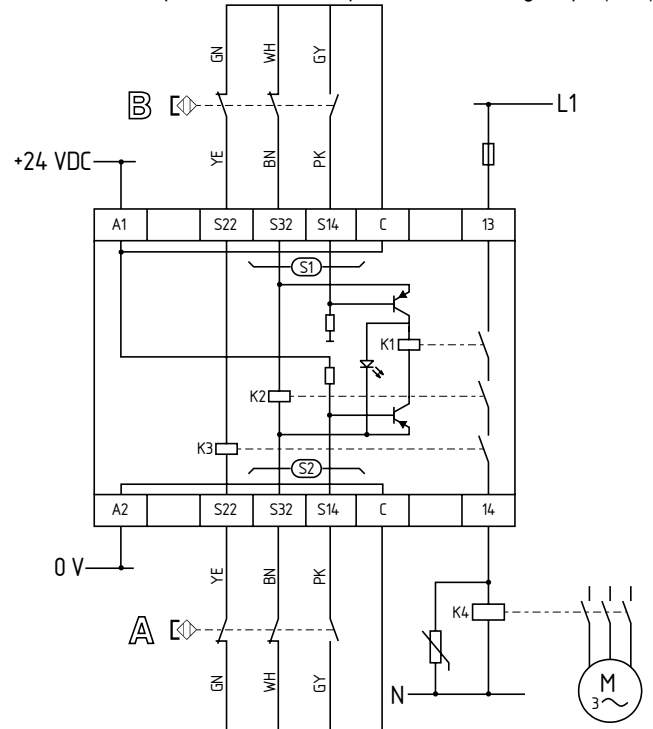 GN WH GY
B
L1
+24 VDC
YE BN PK
A1 S22 S32 S14 C 13
S1
K1
K2
K3
S2
A2 S22 S32 S14 C 14
0 V
YE BN PK
K4
A
GN WH GY
N
M
3